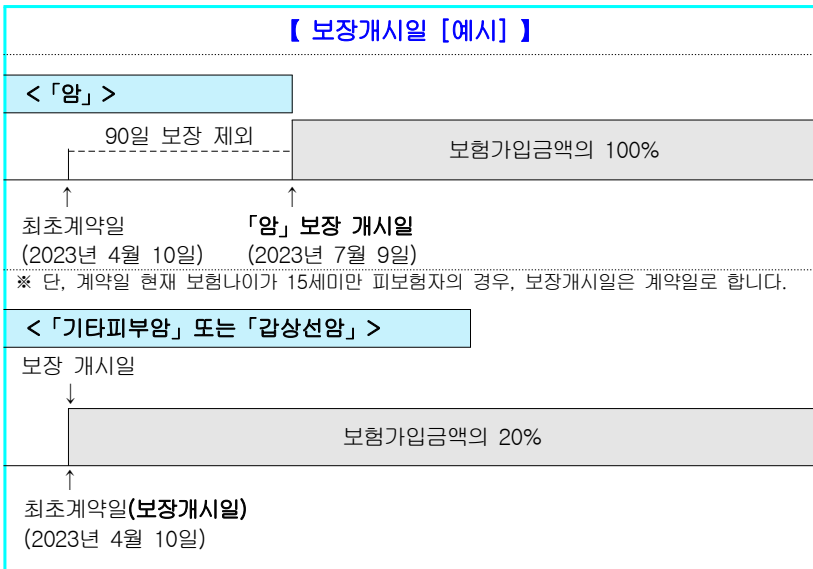 【 보장개시일 [예시] 】
<「암」>
90일 보장 제외
보험가입금액의 100%
↑ ↑
최초계약일 「암」보장 개시일
(2023년 4월 10일) (2023년 7월 9일)
※ 단, 계약일 현재 보험나이가 15세미만 피보험자의 경우, 보장개시일은 계약일로 합니다.
<「기타피부암」또는「갑상선암」>
보장 개시일
↓
보험가입금액의 20%
↑
최초계약일(보장개시일)
(2023년 4월 10일)